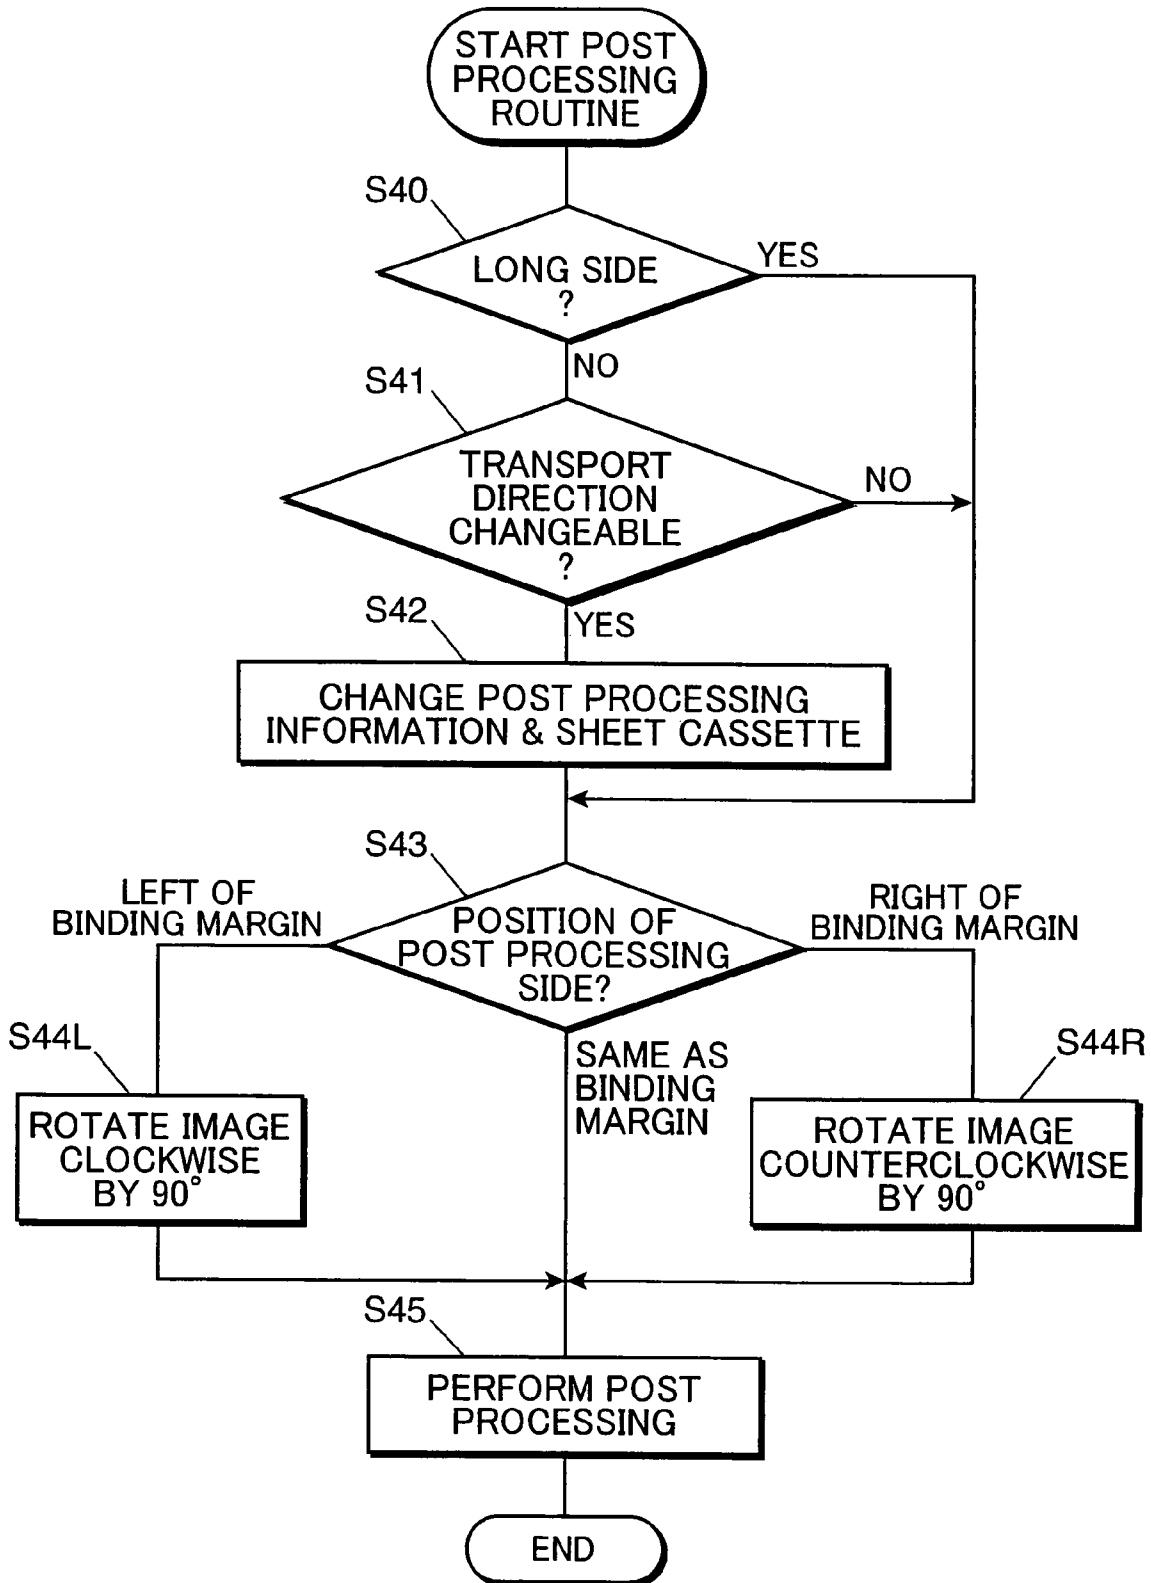 START POST
PROCESSING
ROUTINE
S40
LONG SIDE
?
YES
NO
S41
TRANSPORT
DIRECTION
CHANGEABLE
?
NO
YES
S42
CHANGE POST PROCESSING
INFORMATION & SHEET CASSETTE
S43
POSITION OF
POST PROCESSING
SIDE?
LEFT OF
BINDING MARGIN
RIGHT OF
BINDING MARGIN
SAME AS
BINDING
MARGIN
S44L
ROTATE IMAGE
CLOCKWISE
BY 90°
S44R
ROTATE IMAGE
COUNTERCLOCKWISE
BY 90°
S45
PERFORM POST
PROCESSING
END